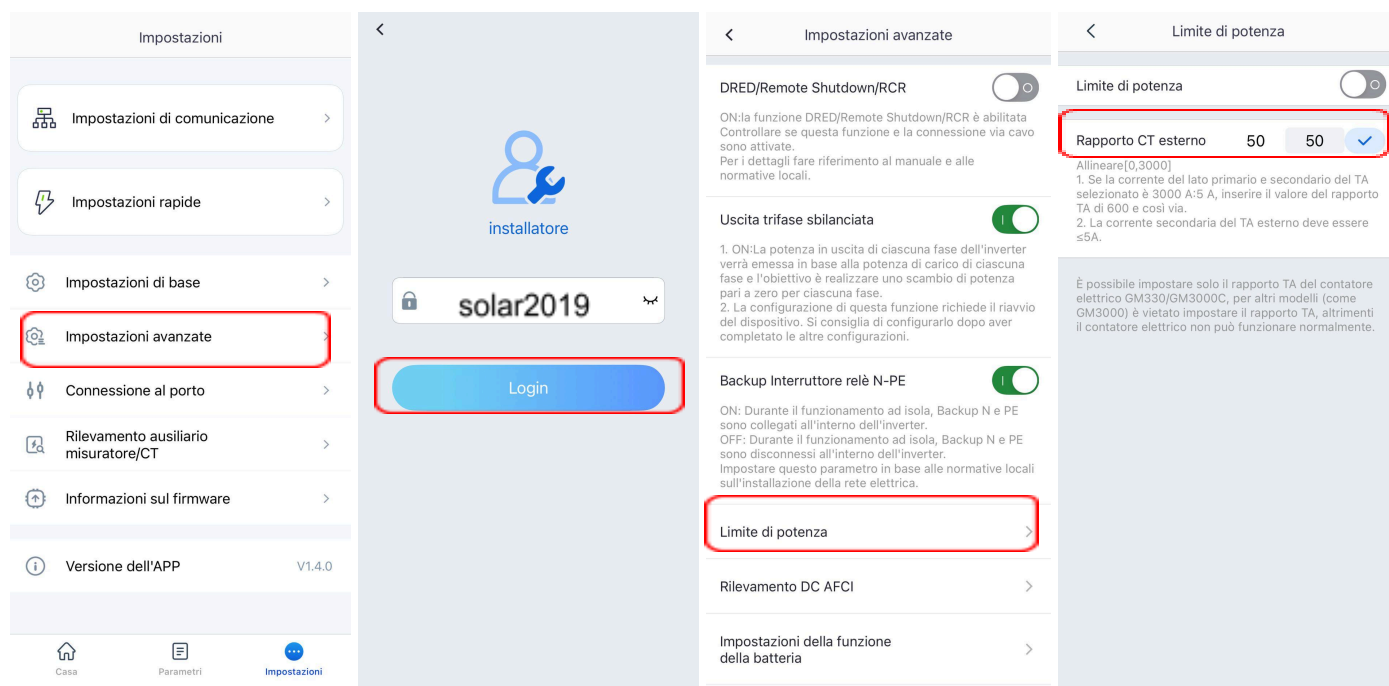 Impostazioni
Impostazioni di comunicazione
Impostazioni rapide
Impostazioni di base
Impostazioni avanzate
Connessione al porto
Rilevamento ausiliario
misuratore/CT
Informazioni sul firmware
Versione dell'APP V1.4.0
Casa Parametri Impostazioni
installatore
solar2019
Login
Impostazioni avanzate
DRED/Remote Shutdown/RCR
ON:la funzione DRED/Remote Shutdown/RCR è abilitata
Controllare se questa funzione e la connessione via cavo
sono attivate.
Per i dettagli fare riferimento al manuale e alle
normative locali.
Uscita trifase sbilanciata
1. ON:La potenza in uscita di ciascuna fase dell'inverter
verrà emessa in base alla potenza di carico di ciascuna
fase e l'obiettivo è realizzare uno scambio di potenza
pari a zero per ciascuna fase.
2. La configurazione di questa funzione richiede il riavvio
del dispositivo. Si consiglia di configurarlo dopo aver
completato le altre configurazioni.
Backup Interruttore relè N-PE
ON: Durante il funzionamento ad isola, Backup N e PE
sono collegati all'interno dell'inverter.
OFF: Durante il funzionamento ad isola, Backup N e PE
sono disconnessi all'interno dell'inverter.
Impostare questo parametro in base alle normative locali
sull'installazione della rete elettrica.
Limite di potenza
Rilevamento DC AFCI
Impostazioni della funzione
della batteria
Limite di potenza
Limite di potenza
Rapporto CT esterno 50 50
Allineare[0,3000]
1. Se la corrente del lato primario e secondario del TA
selezionato è 3000 A:5 A, inserire il valore del rapporto
TA di 600 e così via.
2. La corrente secondaria del TA esterno deve essere
≤5A.
È possibile impostare solo il rapporto TA del contatore
elettrico GM330/GM3000C, per altri modelli (come
GM3000) è vietato impostare il rapporto TA, altrimenti
il contatore elettrico non può funzionare normalmente.